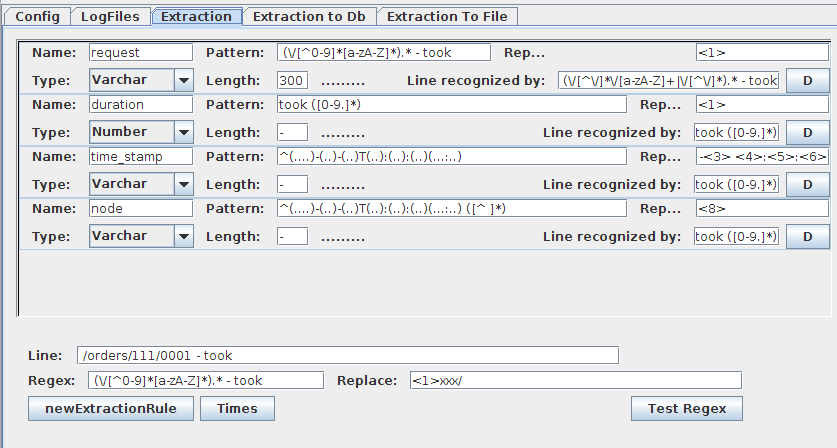 Config LogFiles Extraction Extraction to Db Extraction To File
Name: request Pattern: (\/[^0-9]*[a-zA-Z]*).* - took Rep... <1>
Type: Varchar Length: 300 ......... Line recognized by: (\/[^\/]*\/[a-zA-Z]+|\/[^\/]*).* - took D
Name: duration Pattern: took ([0-9.]*) Rep... <1>
Type: Number Length: - ......... Line recognized by: took ([0-9.]*) D
Name: time_stamp Pattern: ^(....)-(..)-(..)T(..):(..):(..)(...:..) Rep... -<3> <4>:<5>:<6>
Type: Varchar Length: - ......... Line recognized by: took ([0-9.]*) D
Name: node Pattern: ^(....)-(..)-(..)T(..):(..):(..)(...:..) ([^ ]*) Rep... <8>
Type: Varchar Length: - ......... Line recognized by: took ([0-9.]*) D
Line: /orders/111/0001 - took
Regex: (\/[^0-9]*[a-zA-Z]*).* - took Replace: <1>xxx/
newExtractionRule Times Test Regex